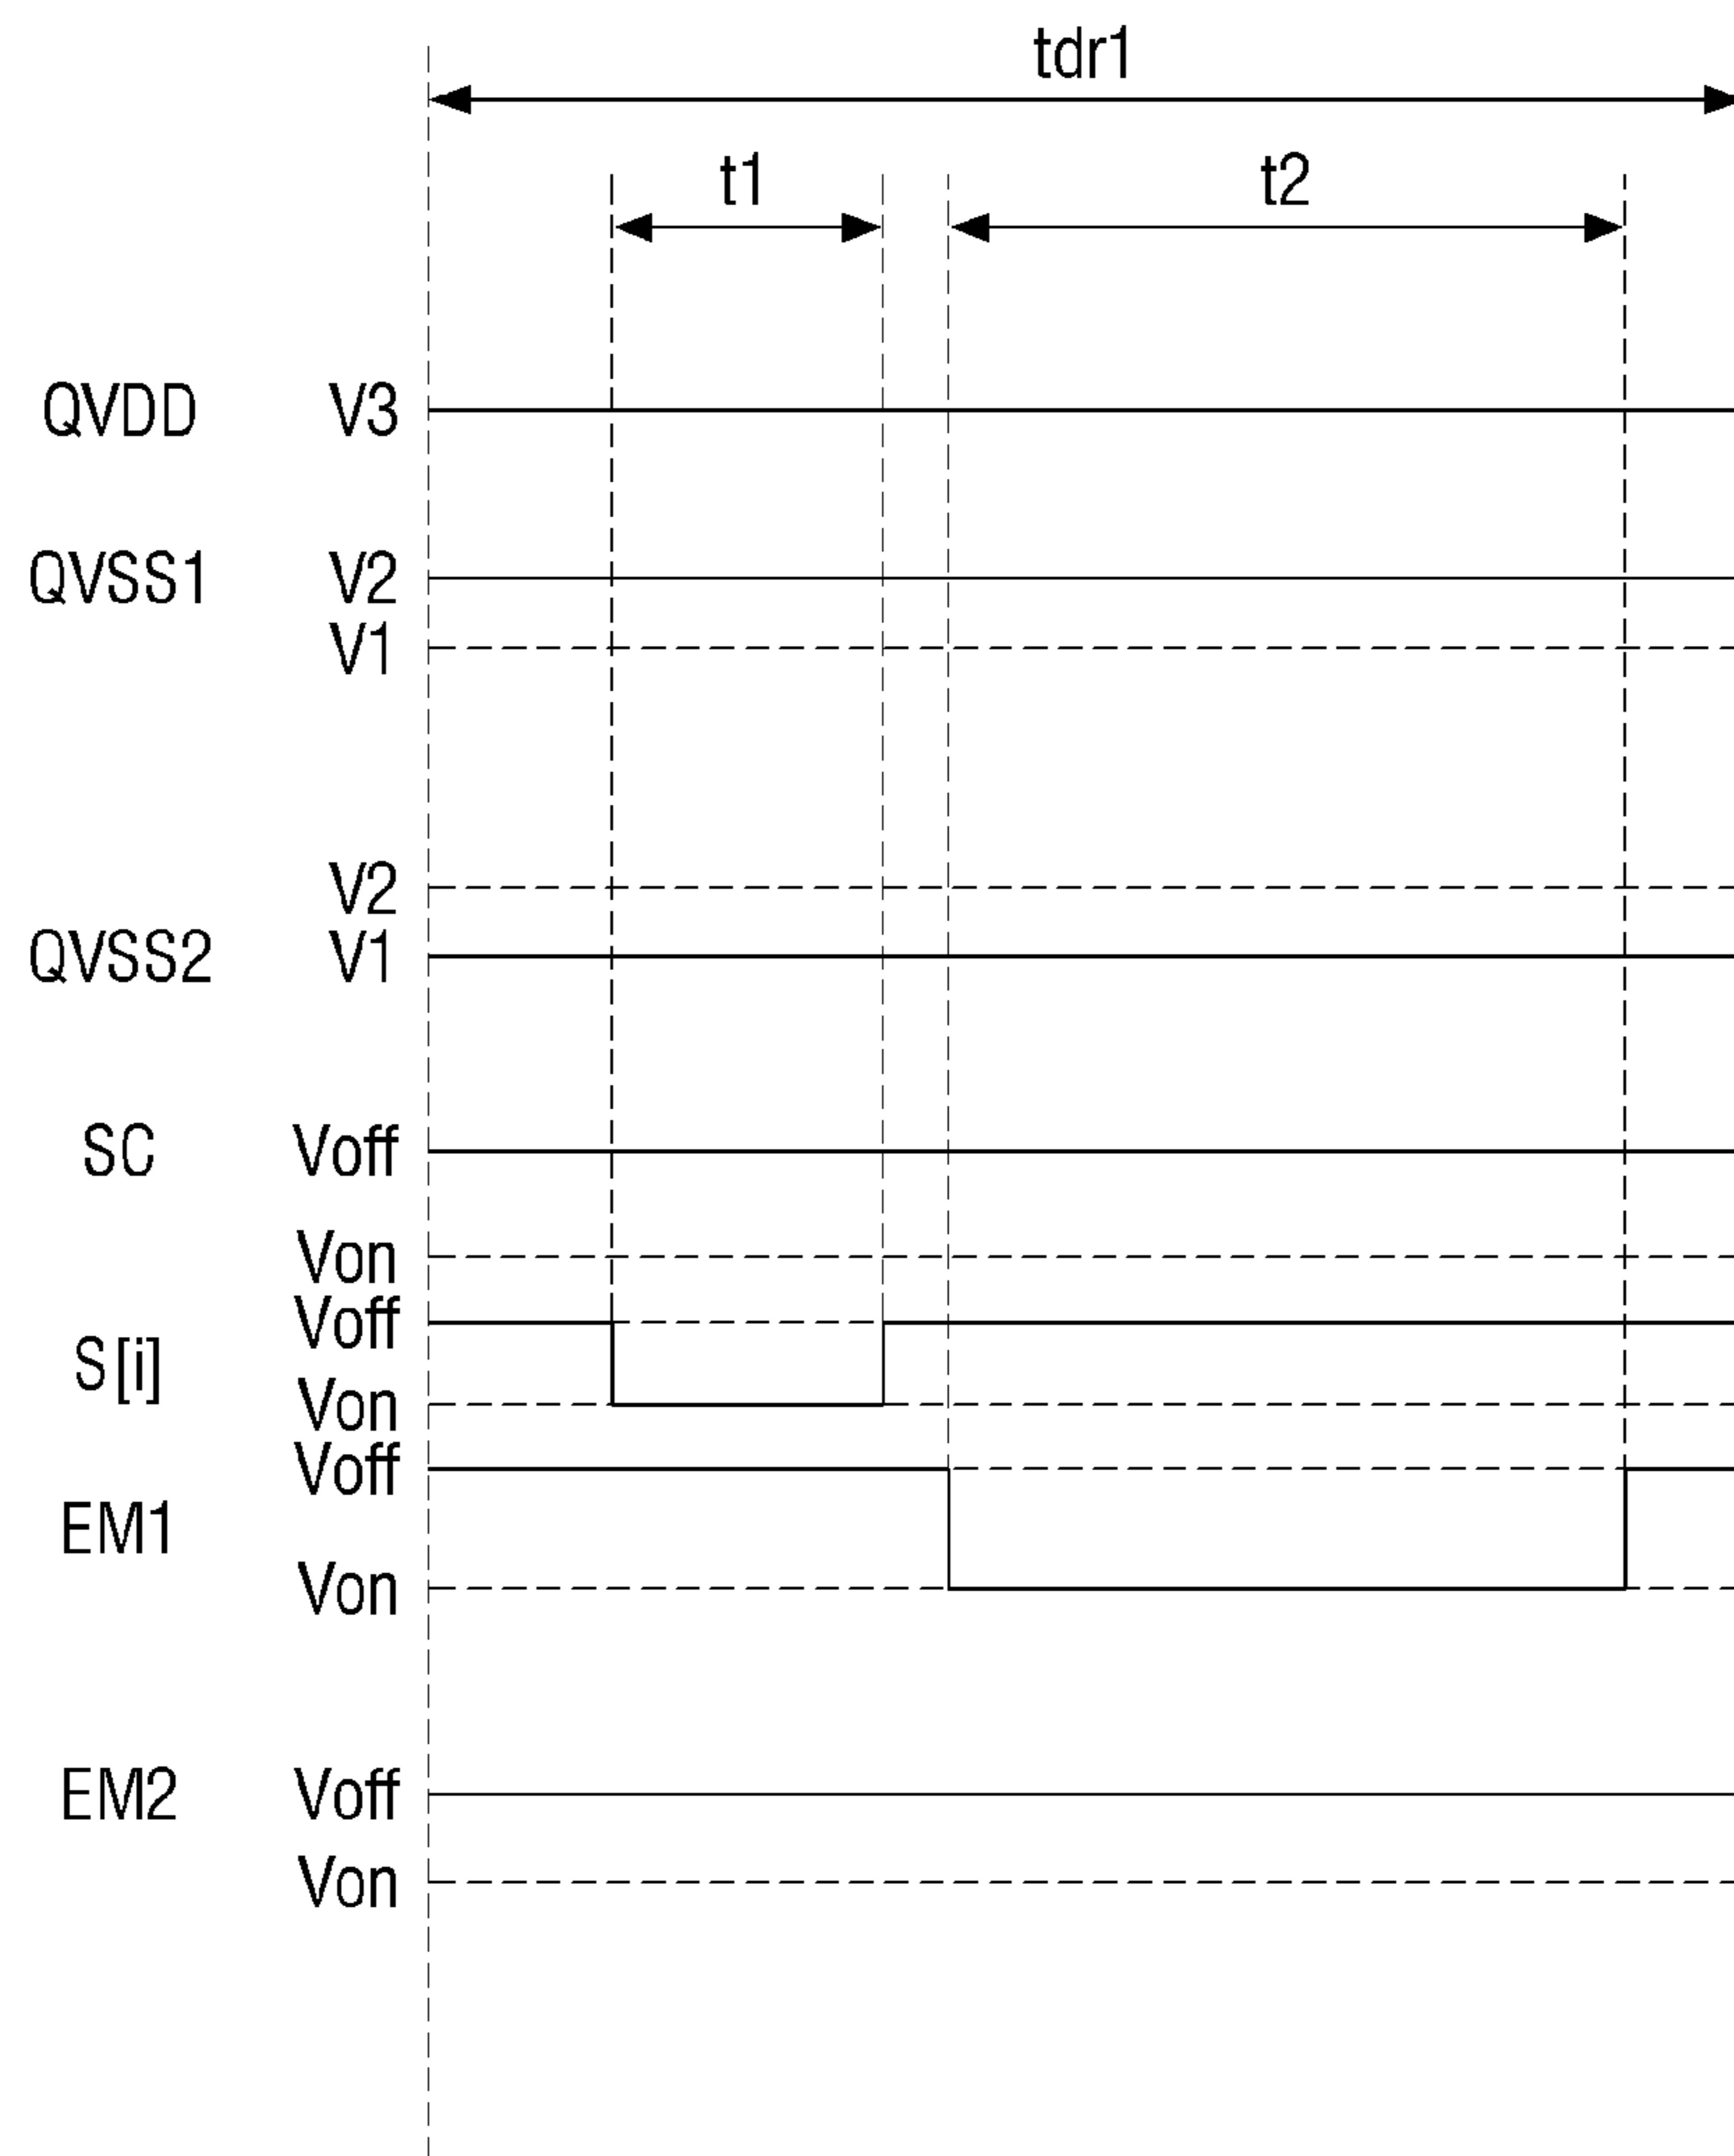 tdr1
t1 t2
QVDD V3
QVSS1 V2
V1
V2
QVSS2 V1
SC Voff
Von
Voff
S[i]
Von
Voff
EM1
Von
EM2 Voff
Von